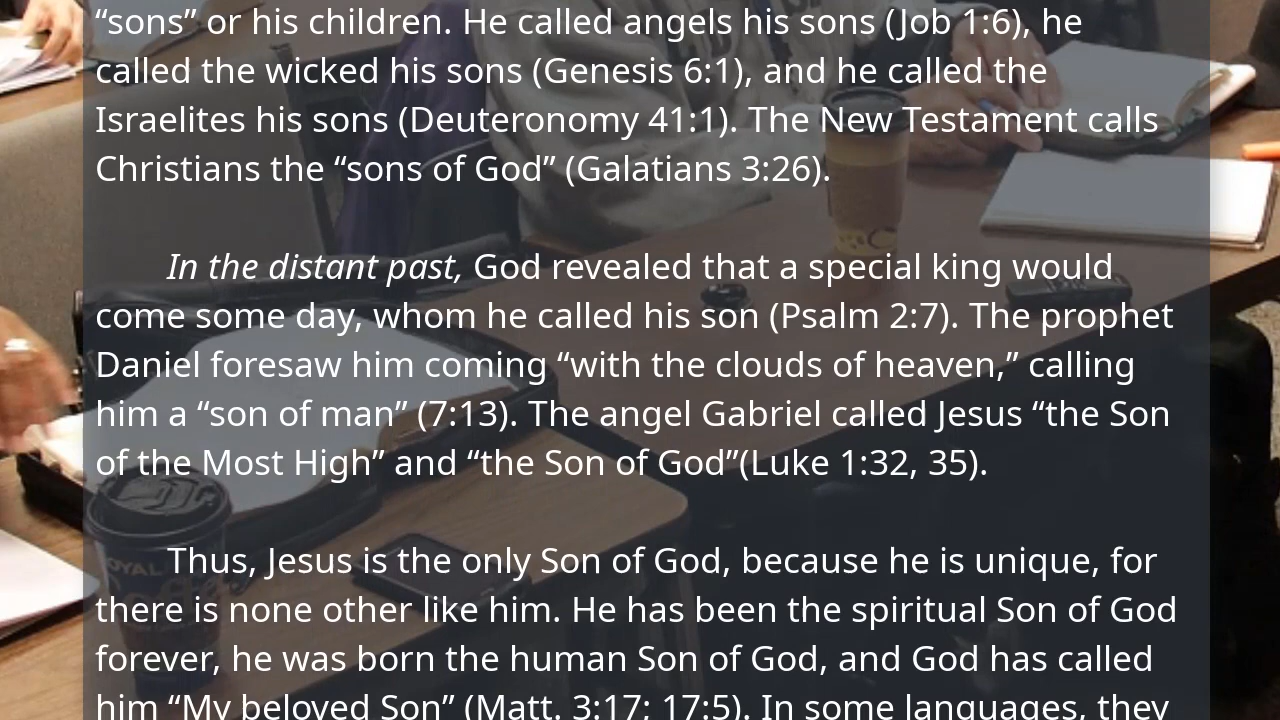 “sons” or his children. He called angels his sons (Job 1:6), he
called the wicked his sons (Genesis 6:1), and he called the
Israelites his sons (Deuteronomy 41:1). The New Testament calls
Christians the “sons of God” (Galatians 3:26).
In the distant past, God revealed that a special king would
come some day, whom he called his son (Psalm 2:7). The prophet
Daniel foresaw him coming “with the clouds of heaven,” calling
him a “son of man” (7:13). The angel Gabriel called Jesus “the Son
of the Most High” and “the Son of God”(Luke 1:32, 35).
Thus, Jesus is the only Son of God, because he is unique, for
there is none other like him. He has been the spiritual Son of God
forever, he was born the human Son of God, and God has called
him “My beloved Son” (Matt. 3:17; 17:5). In some languages, they